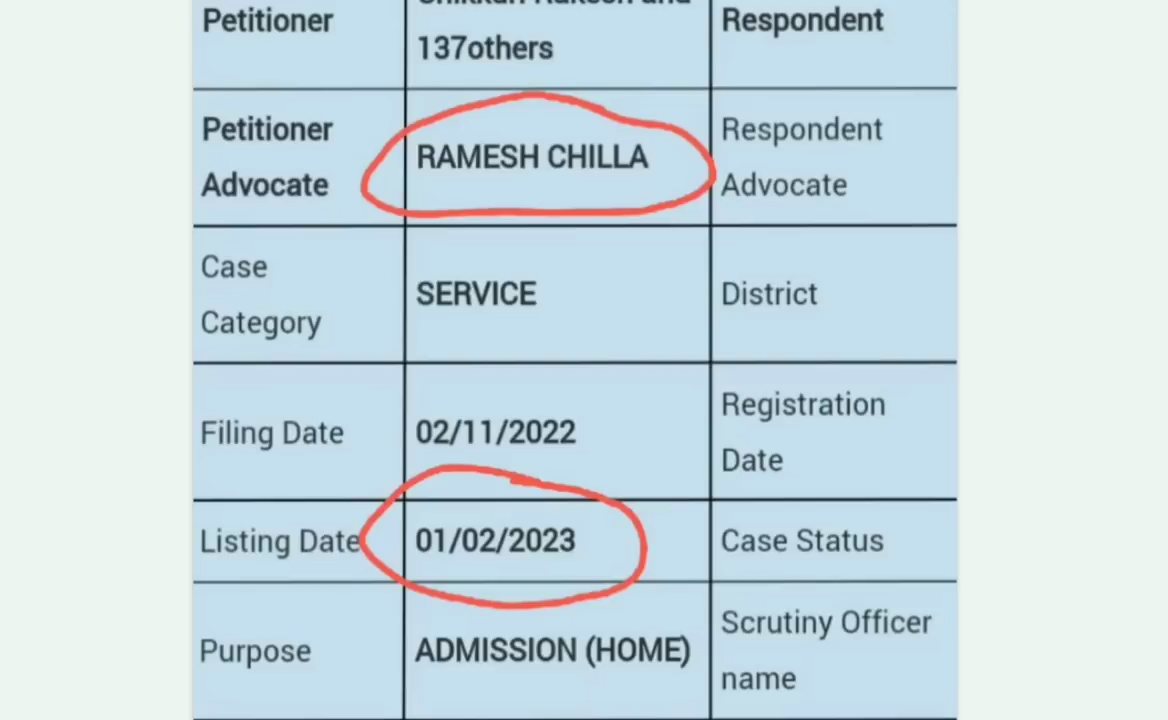 Petitioner
137others
Respondent
Petitioner
Advocate
RAMESH CHILLA
Respondent
Advocate
Case
Category
SERVICE
District
Filing Date
02/11/2022
Registration
Date
Listing Date
01/02/2023
Case Status
Purpose
ADMISSION (HOME)
Scrutiny Officer
name